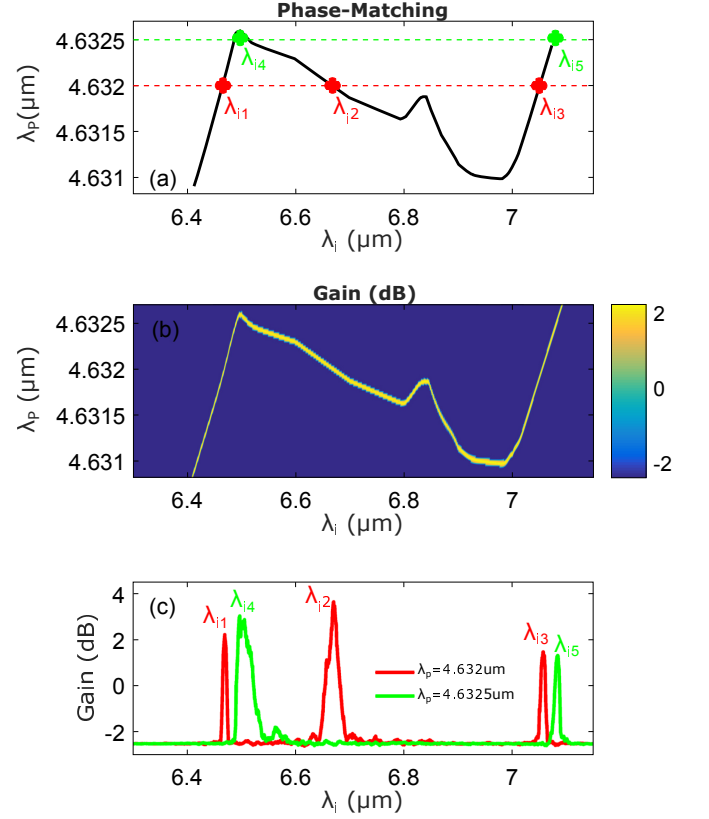 Phase-Matching
4.6325
4.632
4.6315
4.631
λP(μm)
λi4
λi5
λi1
λi2
λi3
(a)
6.4 6.6 6.8 7
λi (μm)
Gain (dB)
(b)
4.6325
4.632
4.6315
4.631
λP (μm)
2
0
-2
6.4 6.6 6.8 7
λi (μm)
(c)
4
2
0
-2
Gain (dB)
λi1
λi4
λi2
λi3
λi5
λp=4.632um
λp=4.6325um
6.4 6.6 6.8 7
λi (μm)